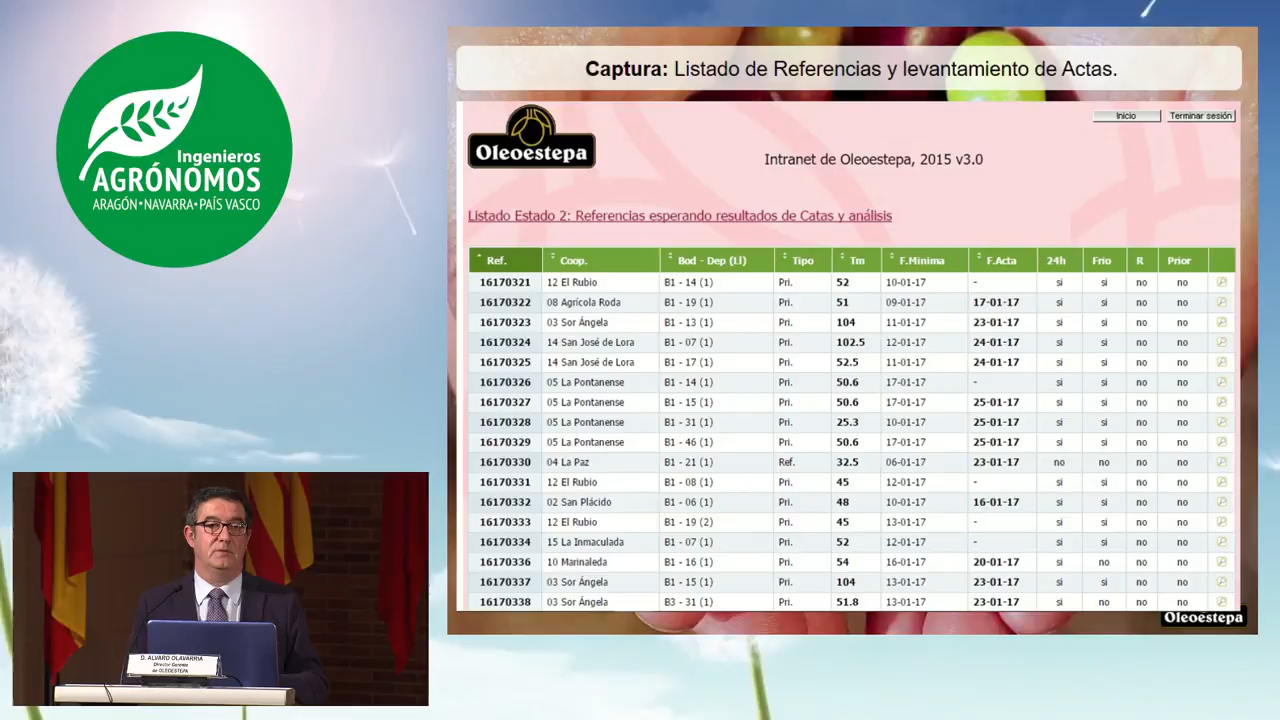 Ingenieros
AGRÓNOMOS
ARAGÓN•NAVARRA•PAÍS VASCO
Captura: Listado de Referencias y levantamiento de Actas.
Oleoestepa
Inicio
Terminar sesión
Intranet de Oleoestepa, 2015 v3.0
Listado Estado 2: Referencias esperando resultados de Catas y análisis
Ref. Coop. Bod - Dep (Ll) Tipo Tm F.Minima F.Acta 24h Frio R Prior
16170321 12 El Rubio B1 - 14 (1) Pri. 52 10-01-17 - si si no no
16170322 08 Agrícola Roda B1 - 19 (1) Pri. 51 09-01-17 17-01-17 si si no no
16170323 03 Sor Ángela B1 - 13 (1) Pri. 104 11-01-17 23-01-17 si si no no
16170324 14 San José de Lora B1 - 07 (1) Pri. 102.5 12-01-17 24-01-17 si si no no
16170325 14 San José de Lora B1 - 17 (1) Pri. 52.5 11-01-17 24-01-17 si si no no
16170326 05 La Pontanense B1 - 14 (1) Pri. 50.6 17-01-17 - si si no no
16170327 05 La Pontanense B1 - 15 (1) Pri. 50.6 17-01-17 25-01-17 si si no no
16170328 05 La Pontanense B1 - 31 (1) Pri. 25.3 10-01-17 25-01-17 si si no no
16170329 05 La Pontanense B1 - 46 (1) Pri. 50.6 17-01-17 25-01-17 si si no no
16170330 04 La Paz B1 - 21 (1) Ref. 32.5 06-01-17 23-01-17 no no no no
16170331 12 El Rubio B1 - 08 (1) Pri. 45 12-01-17 - si si no no
16170332 02 San Plácido B1 - 06 (1) Pri. 48 10-01-17 16-01-17 si si no no
16170333 12 El Rubio B1 - 19 (2) Pri. 45 13-01-17 - si si no no
16170334 15 La Inmaculada B1 - 07 (1) Pri. 52 12-01-17 - si si no no
16170336 10 Marinaleda B1 - 16 (1) Pri. 54 16-01-17 20-01-17 si no no no
16170337 03 Sor Ángela B1 - 15 (1) Pri. 104 13-01-17 23-01-17 si si no no
16170338 03 Sor Ángela B3 - 31 (1) Pri. 51.8 13-01-17 23-01-17 si no no no
Oleoestepa
D. ALVARO OLAVARRIA
Director Gerente
de OLEOESTEPA